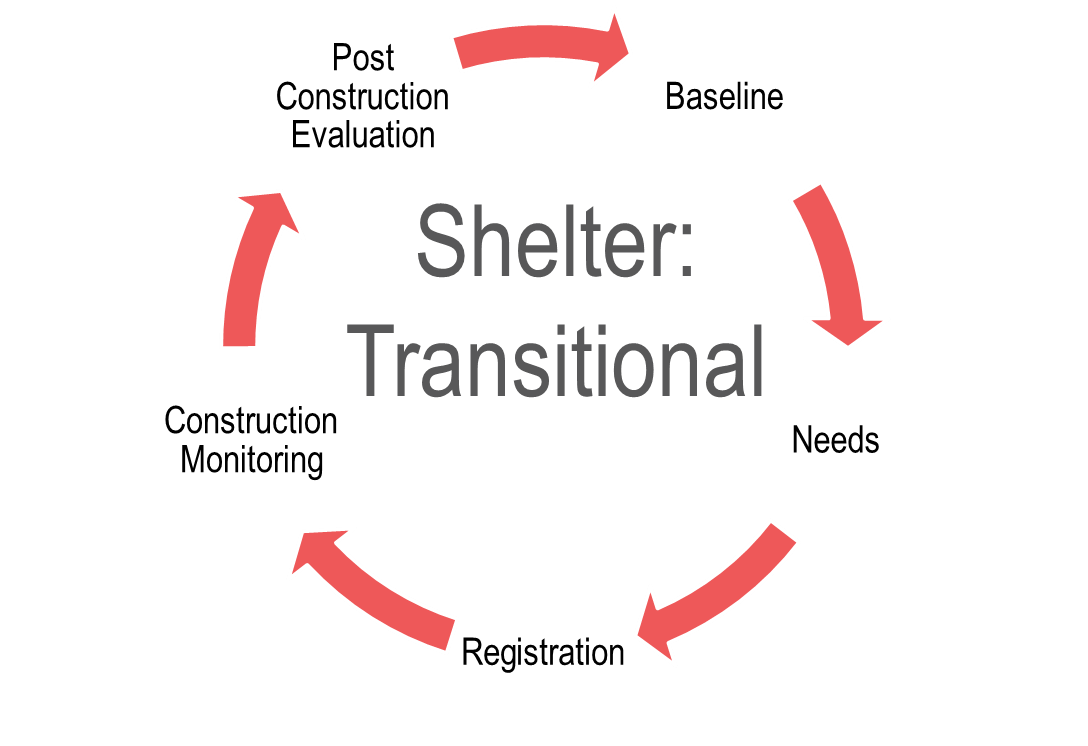 Post
Construction
Evaluation
Baseline
Shelter:
Transitional
Construction
Monitoring
Needs
Registration